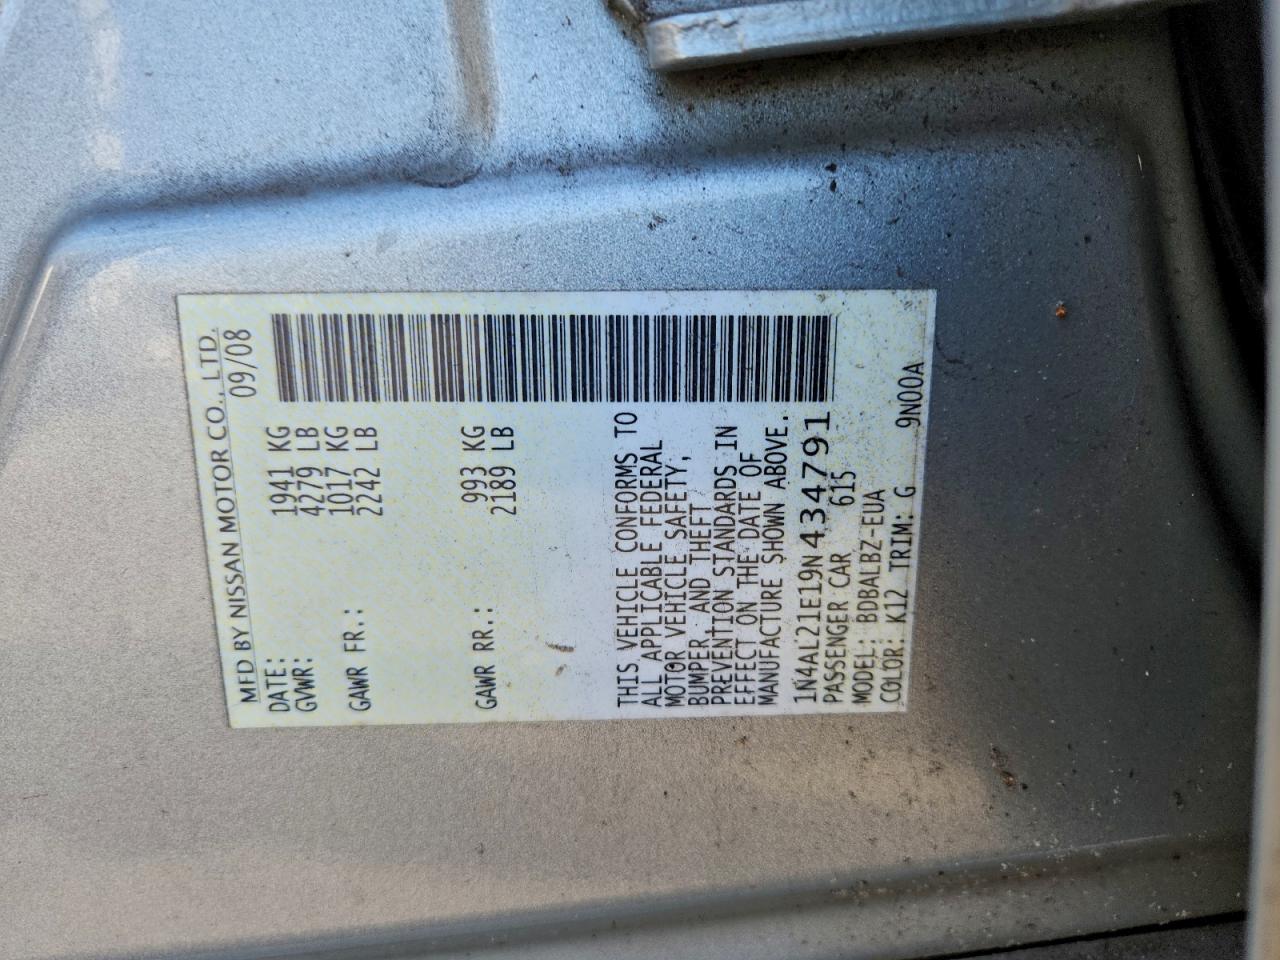 MFD BY NISSAN MOTOR CO., LTD.
DATE: 09/08
GVWR: 1941 KG
4279 LB
GAWR FR.: 1017 KG
2242 LB
GAWR RR.: 993 KG
2189 LB
THIS VEHICLE CONFORMS TO
ALL APPLICABLE FEDERAL
MOTOR VEHICLE SAFETY,
BUMPER AND THEFT
PREVENTION STANDARDS IN
EFFECT ON THE DATE OF
MANUFACTURE SHOWN ABOVE.
1N4AL21E19N434791
PASSENGER CAR 615
MODEL: BDBALBZ-EUA
COLOR: K12 TRIM: G 9N00A